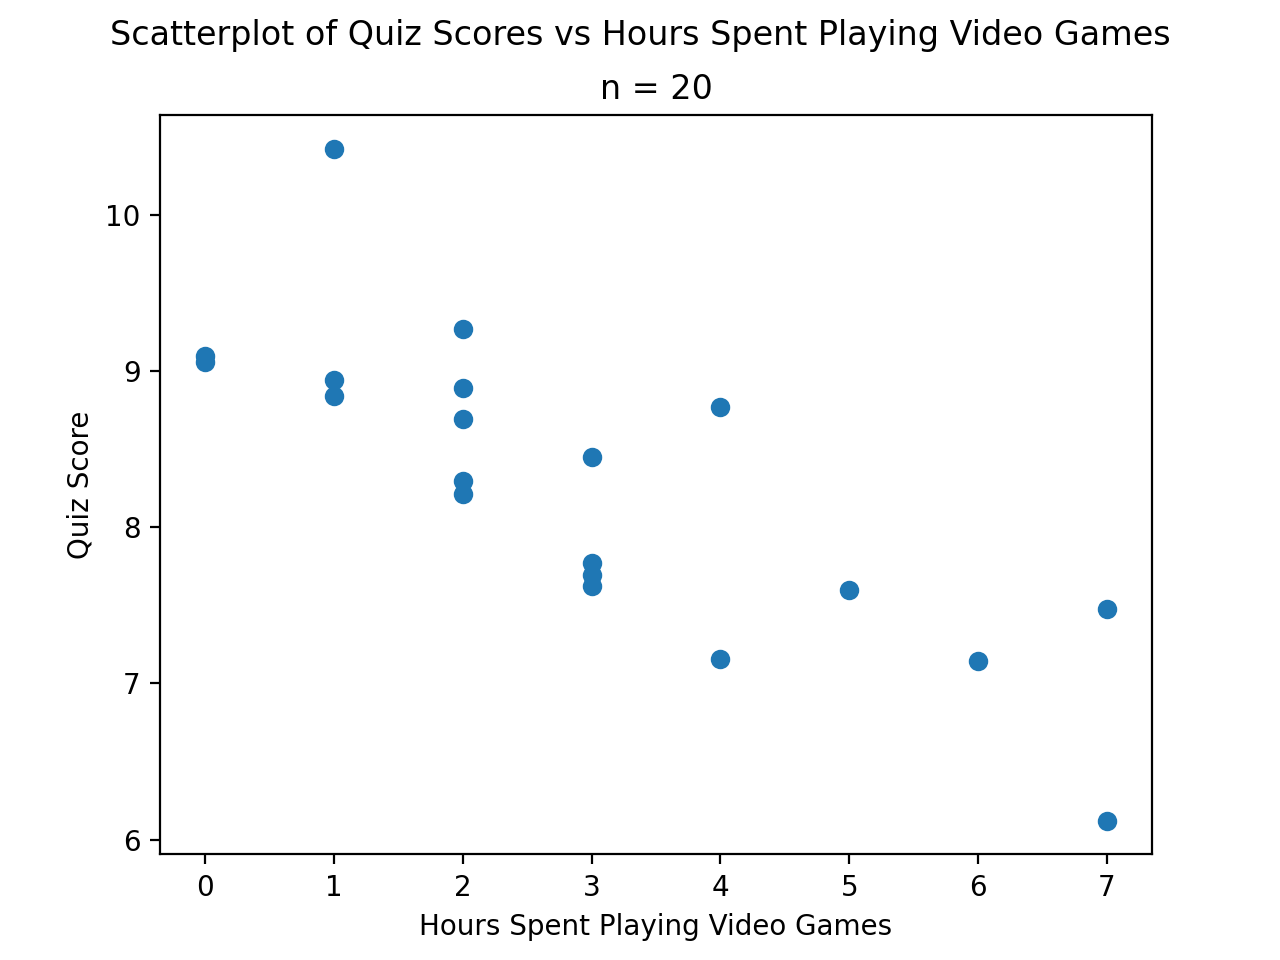 Scatterplot of Quiz Scores vs Hours Spent Playing Video Games
n = 20
10
9
8
7
6
Quiz Score
0 1 2 3 4 5 6 7
Hours Spent Playing Video Games